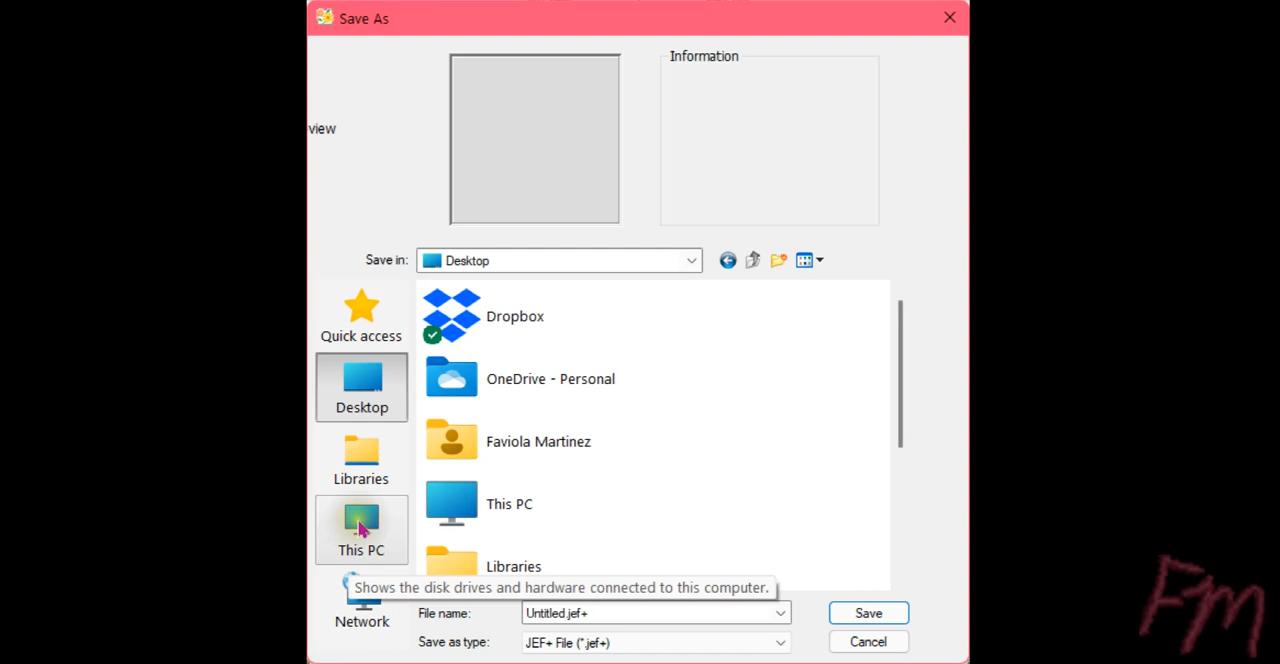 Save As
Information
view
Save in:
Desktop
Quick access
Dropbox
OneDrive - Personal
Desktop
Faviola Martinez
Libraries
This PC
This PC
Libraries
Shows the disk drives and hardware connected to this computer.
File name:
Untitled.jef+
Save
Network
Save as type:
JEF+ File (*.jef+)
Cancel
FM